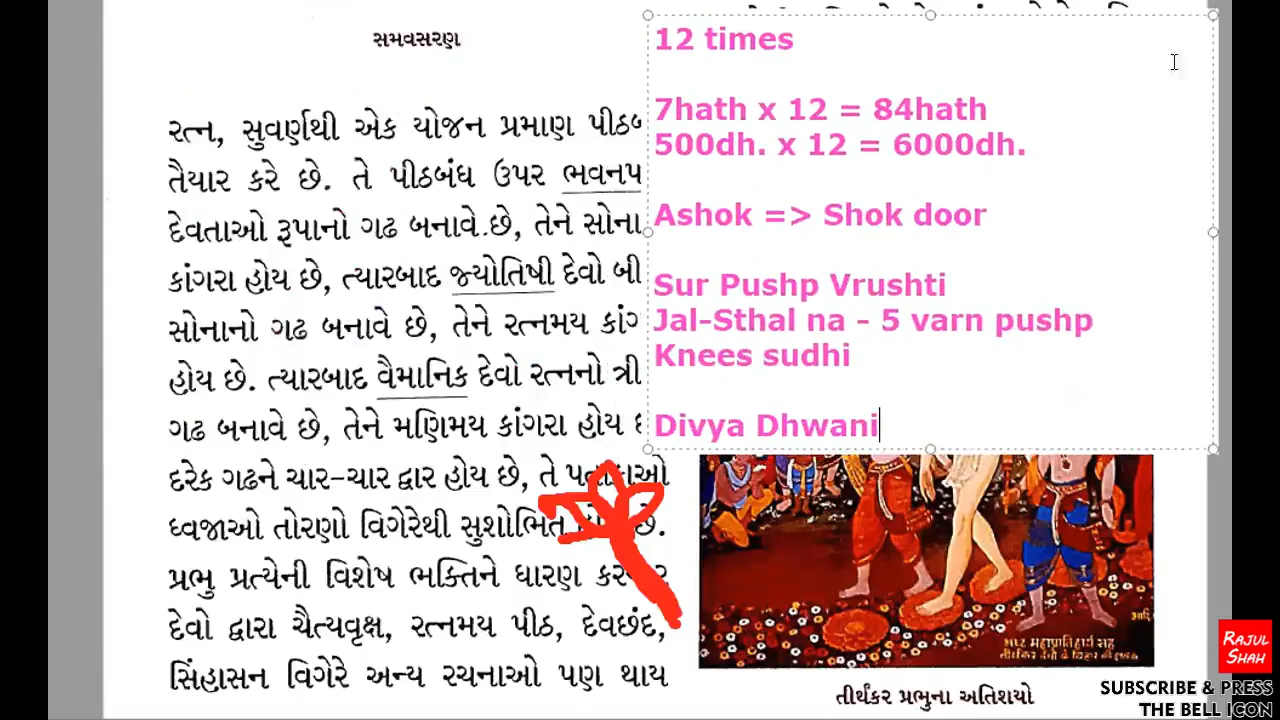 સમવસરણ
રત્ન, સુવર્ણથી એક યોજન પ્રમાણ
તૈયાર કરે છે. તે પીઠબંધ ઉપર
દેવતાઓ રૂપાનો ગઢ બનાવે છે, તેને સોના
કાંગરા હોય છે, ત્યારબાદ જ્યોતિષી દેવો
સોનાનો ગઢ બનાવે છે, તેને રત્નમય
હોય છે. ત્યારબાદ વૈમાનિક દેવો રત્નનો
ગઢ બનાવે છે, તેને મણિમય કાંગરા હોય
દરેક ગઢને ચાર-ચાર દ્વાર હોય છે, તે
ધ્વજાઓ તોરણો વિગેરેથી સુશોભિત છે.
પ્રભુ પ્રત્યેની વિશેષ ભક્તિને ધારણ
દેવો દ્વારા ચૈત્યવૃક્ષ, રત્નમય પીઠ, દેવછંદ,
સિંહાસન વિગેરે અન્ય રચનાઓ પણ થાય
12 times
7hath x 12 = 84hath
500dh. x 12 = 6000dh.
Ashok => Shok door
Sur Pushp Vrushti
Jal-Sthal na - 5 varn pushp
Knees sudhi
Divya Dhwani
તીર્થંકર પ્રભુના અતિશયો
RAJUL
SHAH
SUBSCRIBE & PRESS
THE BELL ICON